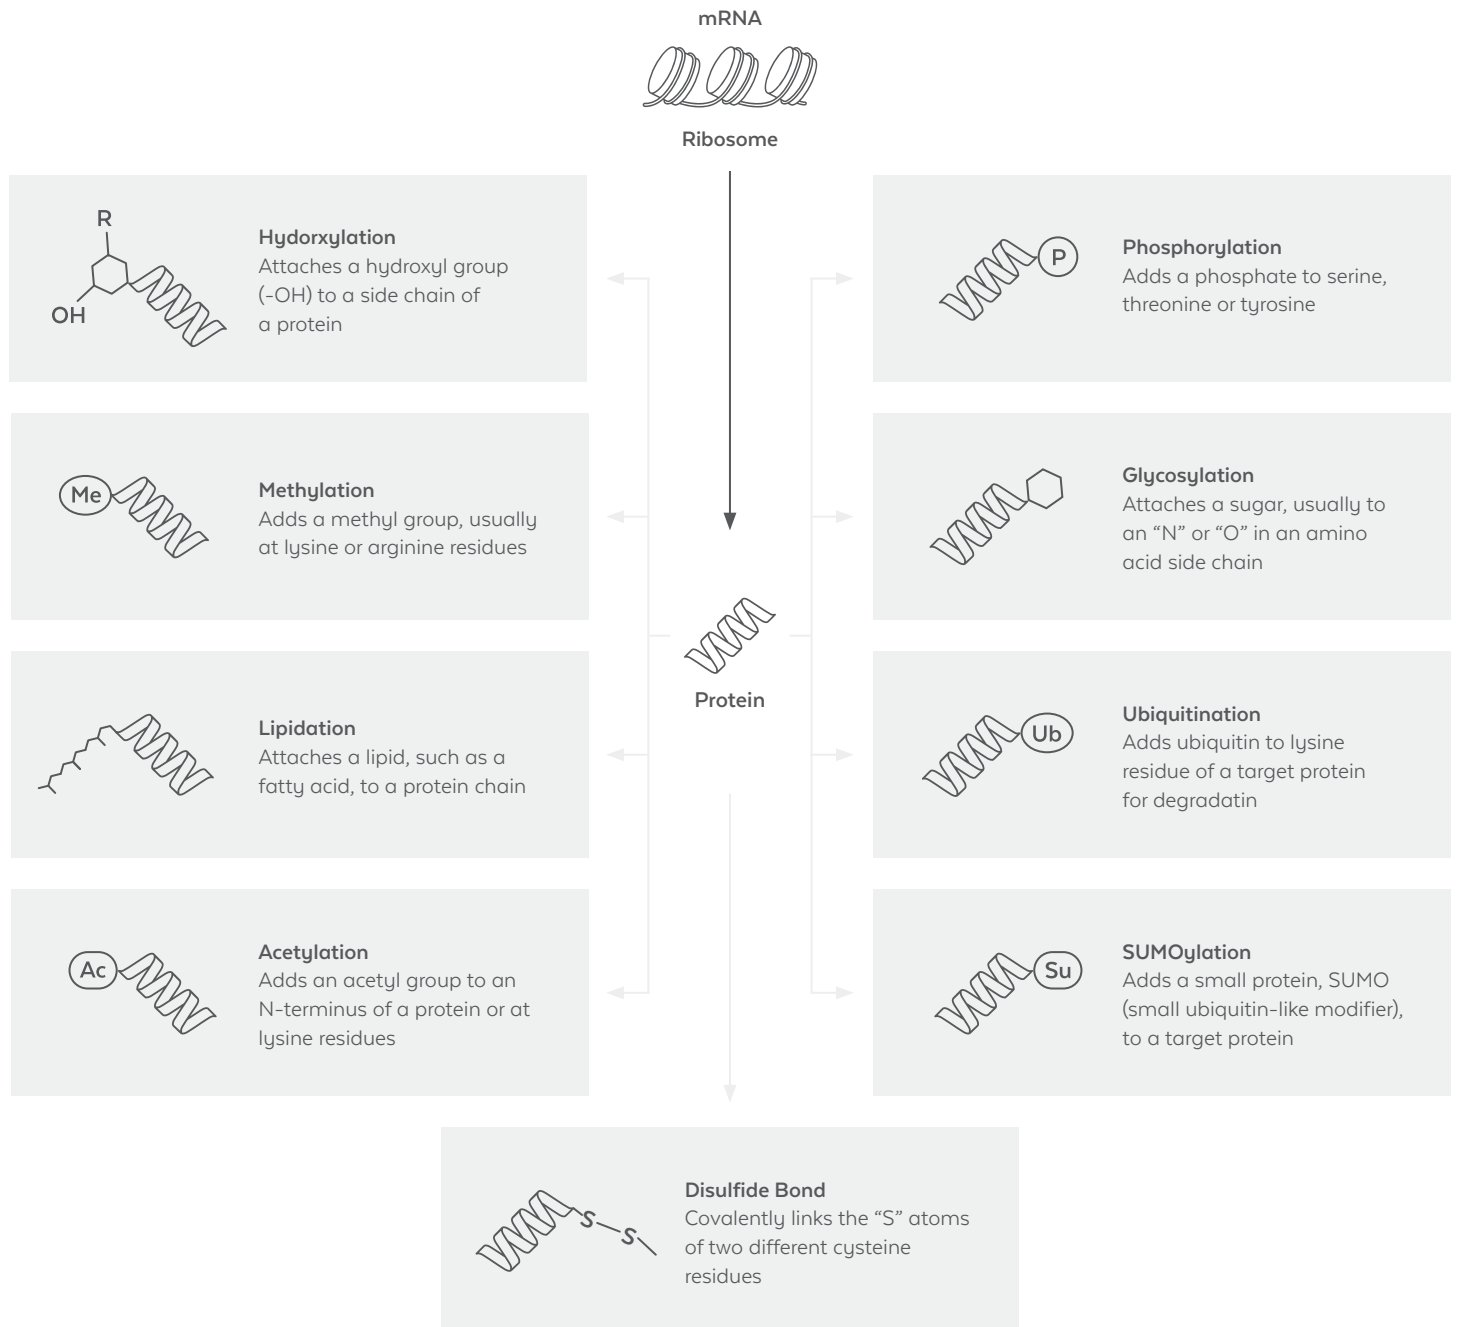 mRNA
Ribosome
R
OH
Hydorxylation
Attaches a hydroxyl group
(-OH) to a side chain of
a protein
P
Phosphorylation
Adds a phosphate to serine,
threonine or tyrosine
Me
Methylation
Adds a methyl group, usually
at lysine or arginine residues
Glycosylation
Attaches a sugar, usually to
an “N” or “O” in an amino
acid side chain
Protein
Lipidation
Attaches a lipid, such as a
fatty acid, to a protein chain
Ub
Ubiquitination
Adds ubiquitin to lysine
residue of a target protein
for degradatin
Ac
Acetylation
Adds an acetyl group to an
N-terminus of a protein or at
lysine residues
Su
SUMOylation
Adds a small protein, SUMO
(small ubiquitin-like modifier),
to a target protein
S
S
Disulfide Bond
Covalently links the “S” atoms
of two different cysteine
residues